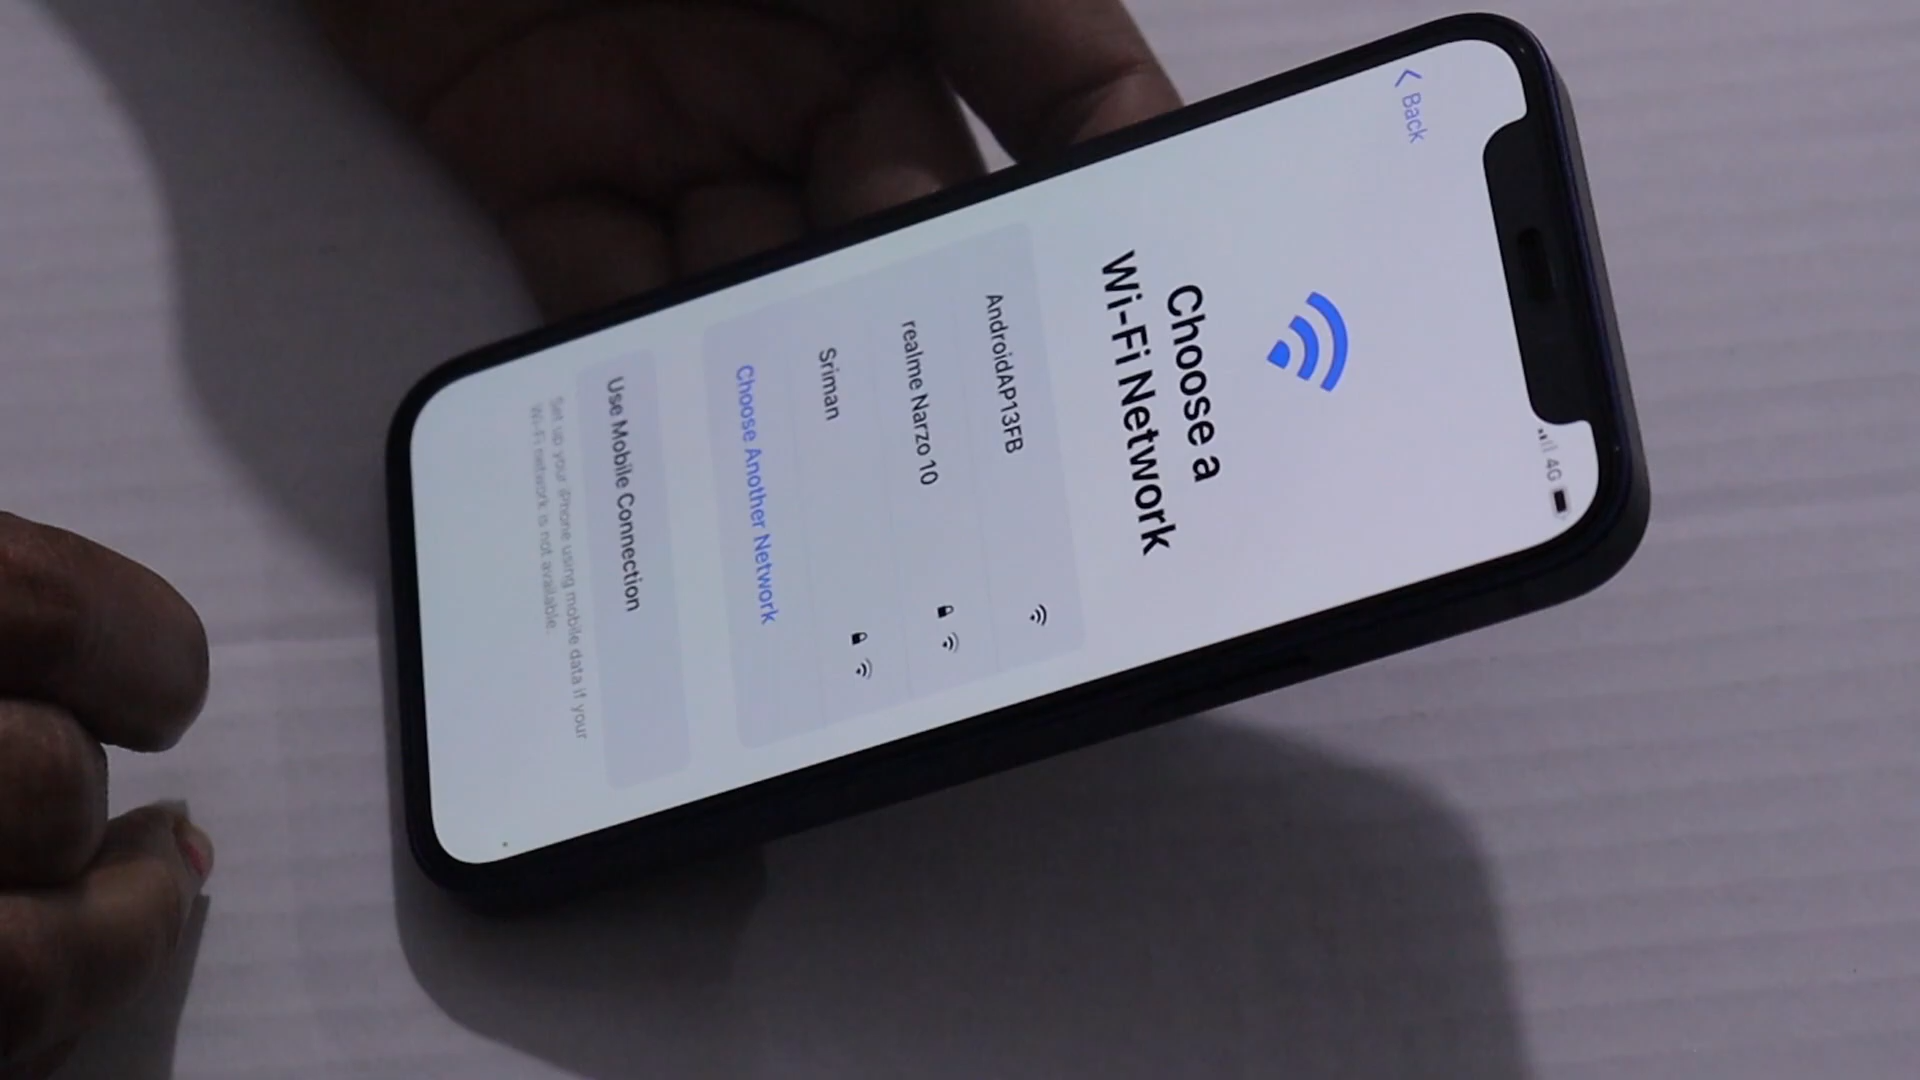 4G
Back
Choose a
Wi-Fi Network
AndroidAP13FB
realme Narzo 10
Sriman
Choose Another Network
Use Mobile Connection
Set up your iPhone using mobile data if your
Wi-Fi network is not available.